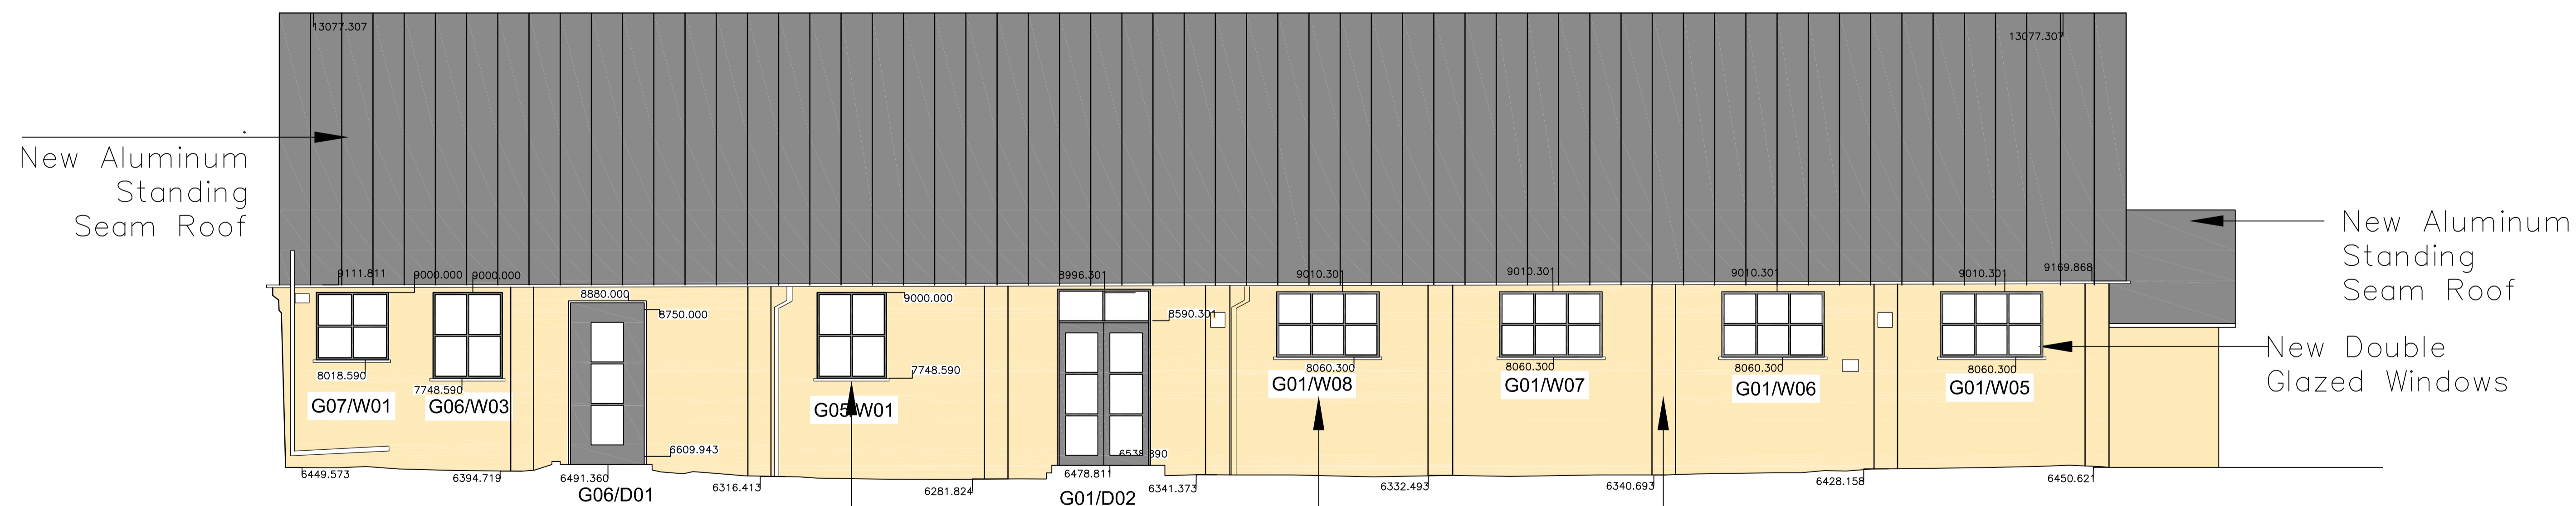 13077.307
13077.307
New Aluminum
Standing
Seam Roof
New Aluminum
Standing
Seam Roof
9111.811
9000.000
9000.000
8996.301
9010.301
9010.301
9010.301
9010.301
9169.868
8880.000
8750.000
9000.000
8590.301
New Double
Glazed Windows
8018.590
7748.590
7748.590
8060.300
8060.300
8060.300
8060.300
G07/W01
G06/W03
G05/W01
G01/W08
G01/W07
G01/W06
G01/W05
6609.943
6449.573
6394.719
6491.360
6316.413
6281.824
6478.811
6341.373
6332.493
6340.693
6428.158
6450.621
G06/D01
G01/D02